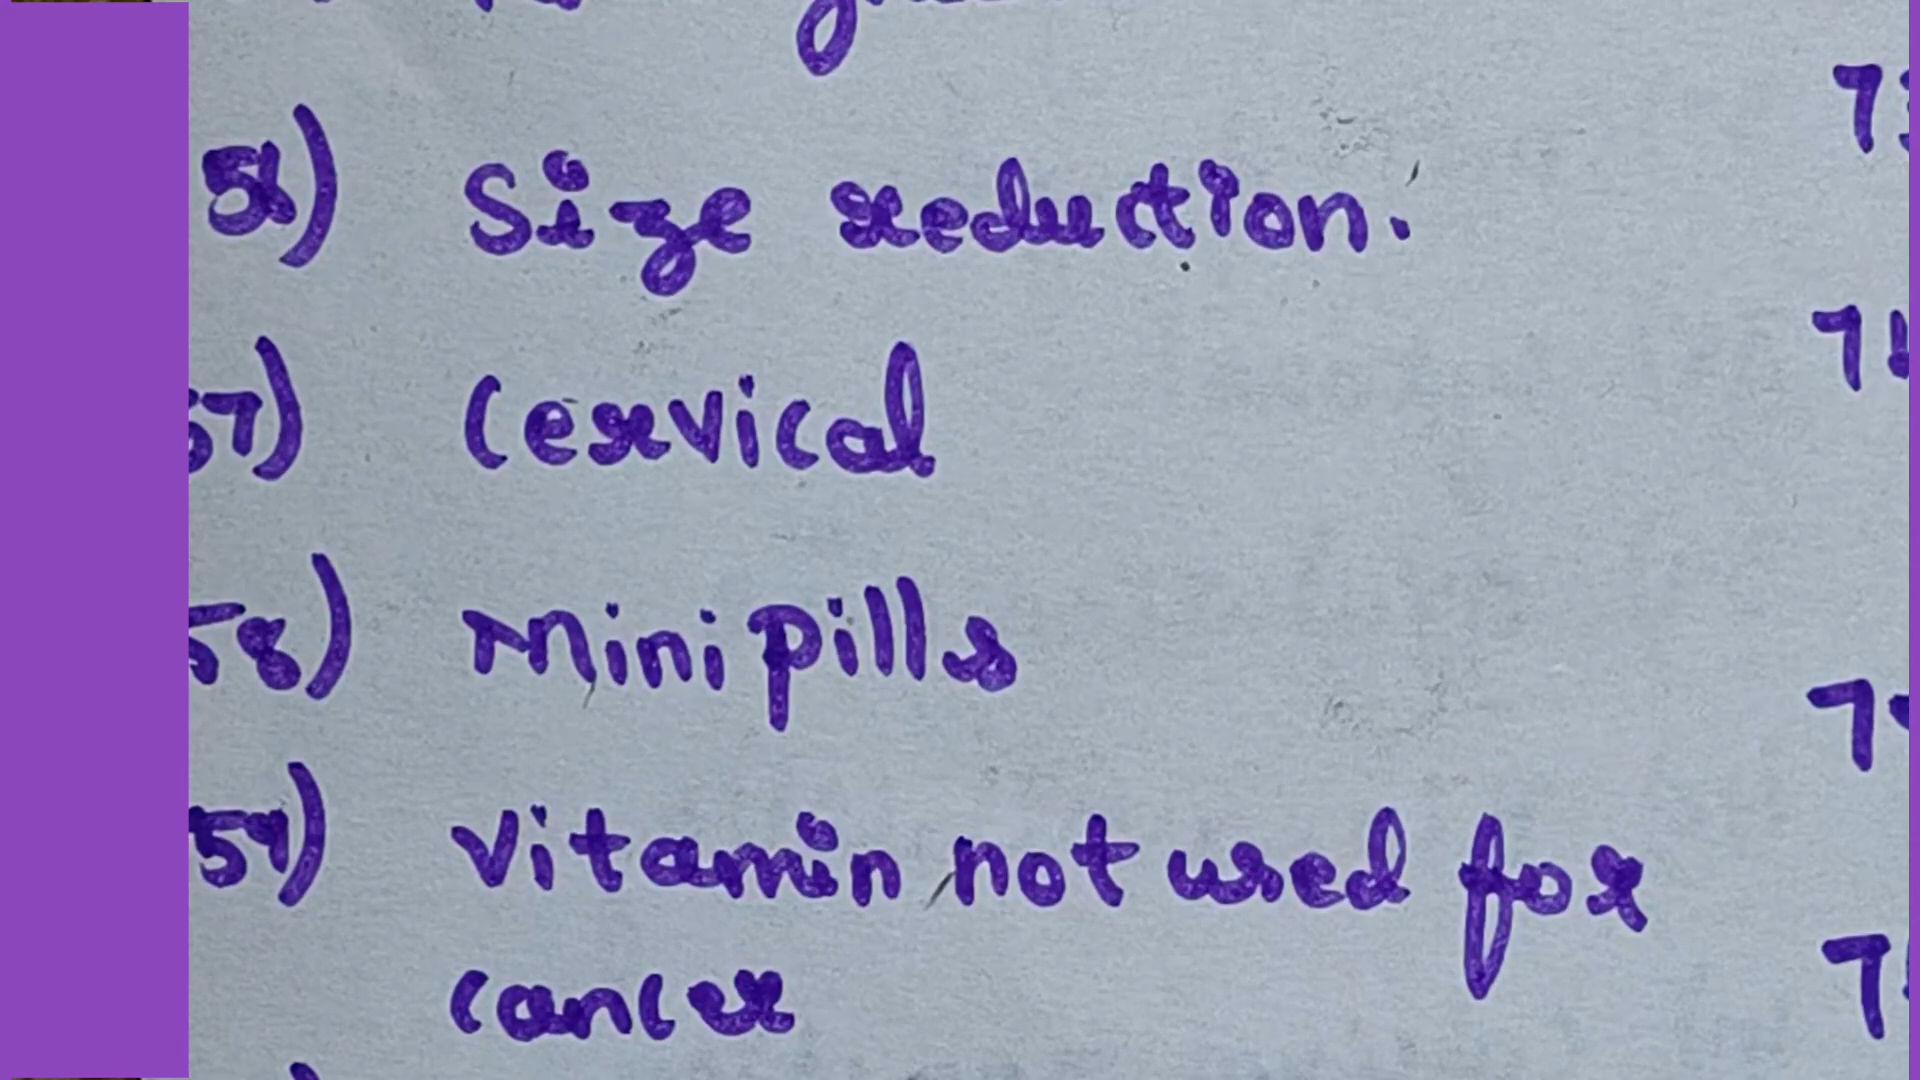 56) Size reduction.
57) Cervical
58) Minipills
59) Vitamin not used for
cancer